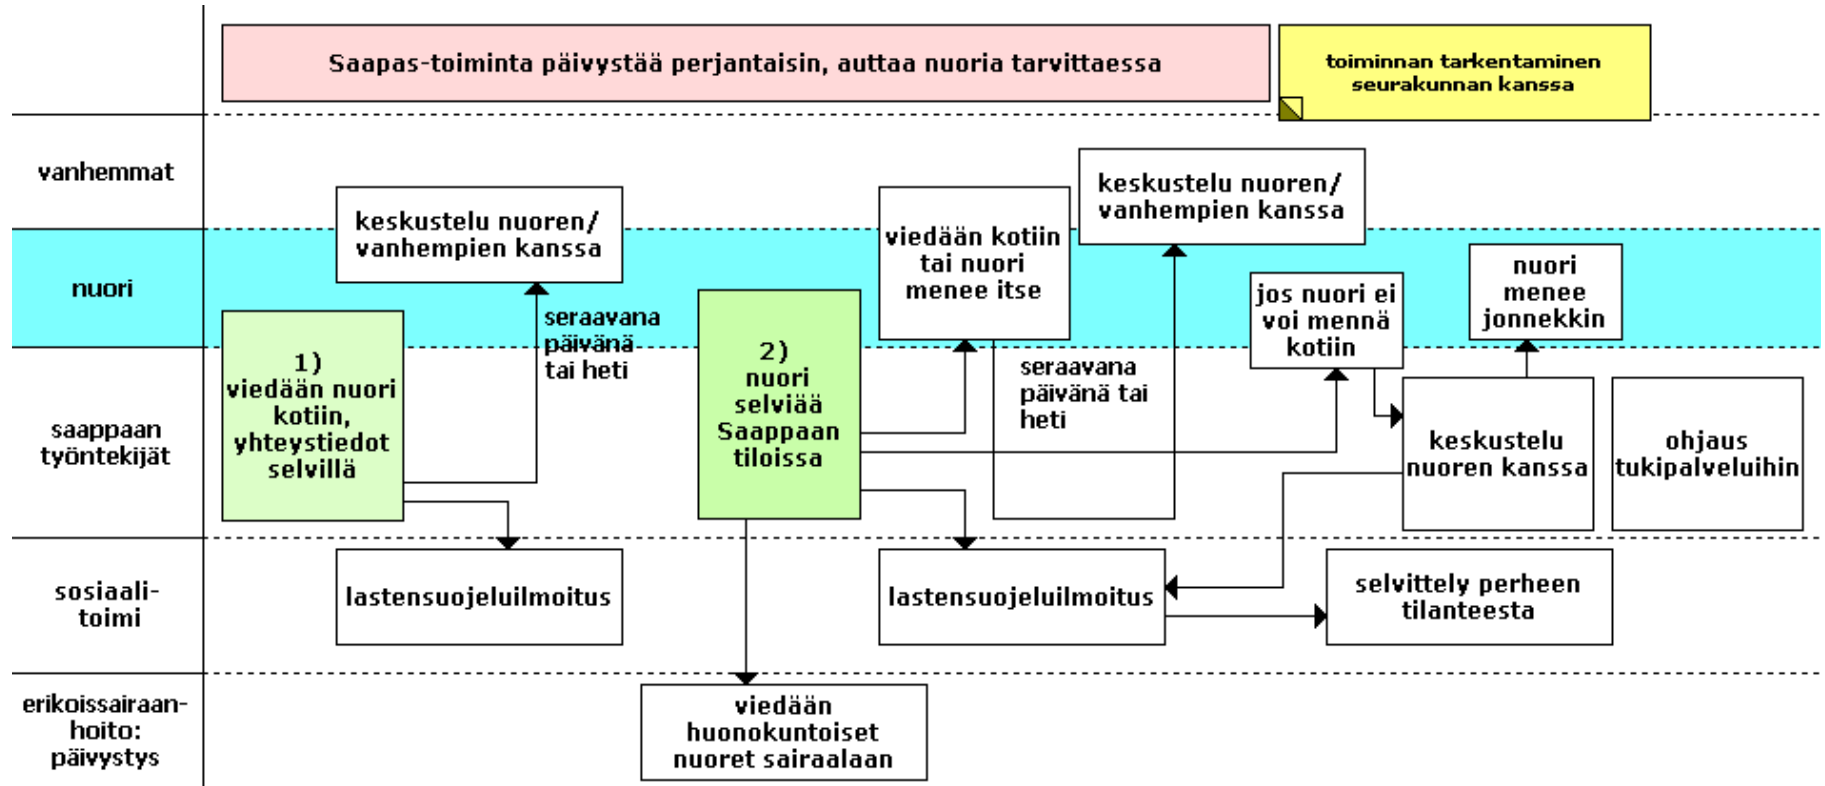 Saapas-toiminta päivystää perjantaisin, auttaa nuoria tarvittaessa
toiminnan tarkentaminen
seurakunnan kanssa
vanhemmat
keskustelu nuoren/
vanhempien kanssa
viedään kotiin
tai nuori
menee itse
keskustelu nuoren/
vanhempien kanssa
nuori
seraavana
päivänä
tai heti
jos nuori ei
voi mennä
kotiin
nuori
menee
jonnekkin
saappaan
työntekijät
1)
viedään nuori
kotiin,
yhteystiedot
selvillä
2)
nuori
selviää
Saappaan
tiloissa
seraavana
päivänä tai
heti
keskustelu
nuoren kanssa
ohjaus
tukipalveluihin
sosiaali-
toimi
lastensuojeluilmoitus
lastensuojeluilmoitus
selvittely perheen
tilanteesta
erikoissairaan-
hoito:
päivystys
viedään
huonokuntoiset
nuoret sairaalaan